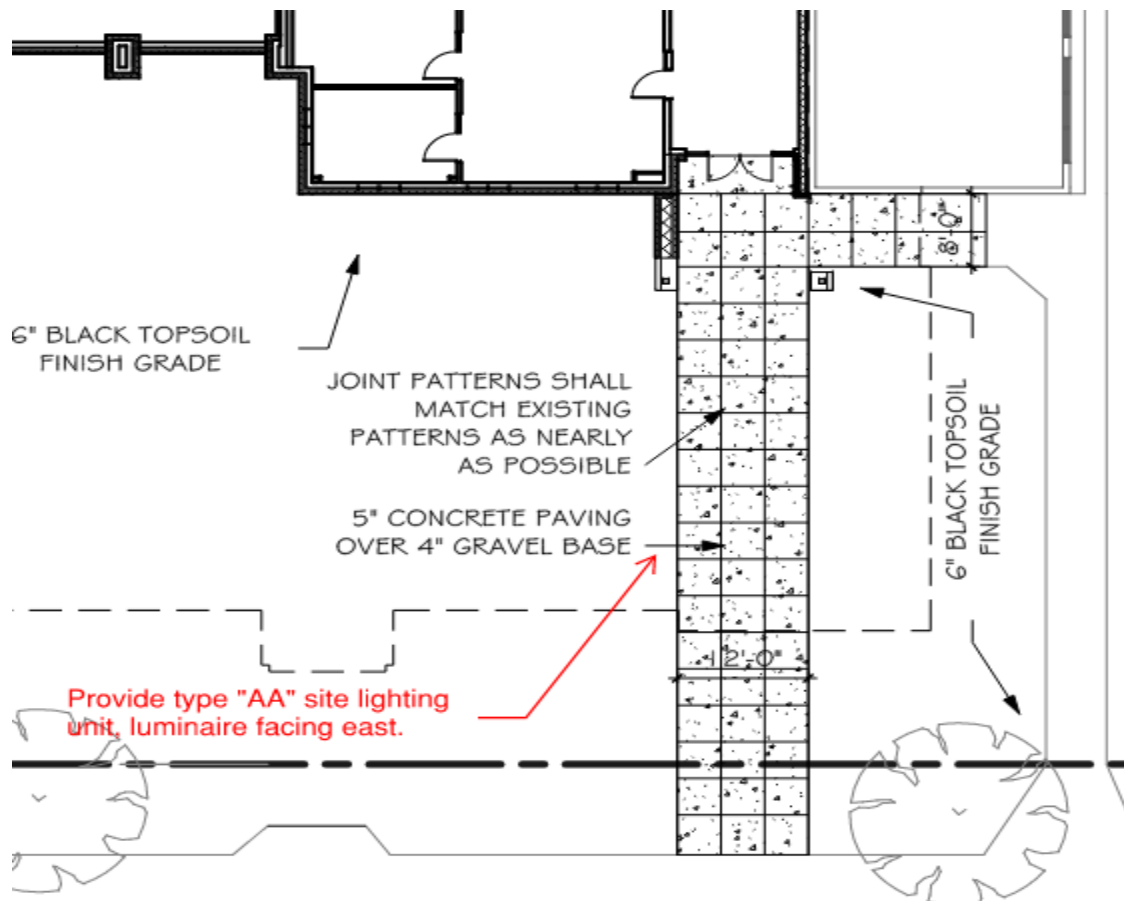 8'-0"
6" BLACK TOPSOIL
FINISH GRADE
JOINT PATTERNS SHALL
MATCH EXISTING
PATTERNS AS NEARLY
AS POSSIBLE
5" CONCRETE PAVING
OVER 4" GRAVEL BASE
6" BLACK TOPSOIL
FINISH GRADE
12'-0"
Provide type "AA" site lighting
unit, luminaire facing east.